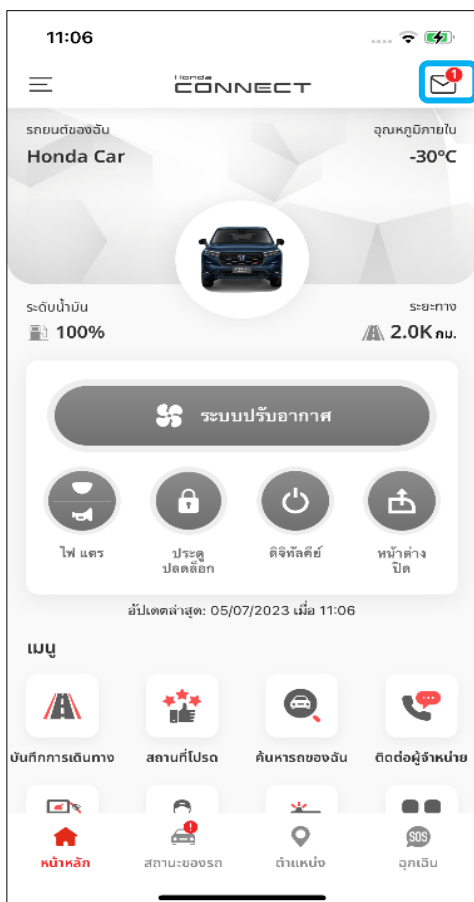 11:06
Honda
CONNECT
1
รถยนต์ของฉัน
อุณหภูมิภายใน
Honda Car
-30°C
ระดับน้ำมัน
ระยะทาง
100%
2.0K กม.
ระบบปรับอากาศ
ไฟ แตร
ประตู
ปลดล็อก
ดิจิทัลคีย์
หน้าต่าง
ปิด
อัปเดตล่าสุด: 05/07/2023 เมื่อ 11:06
เมนู
บันทึกการเดินทาง
สถานที่โปรด
ค้นหารถของฉัน
ติดต่อผู้จำหน่าย
หน้าหลัก
สถานะของรถ
ตำแหน่ง
SOS
ฉุกเฉิน